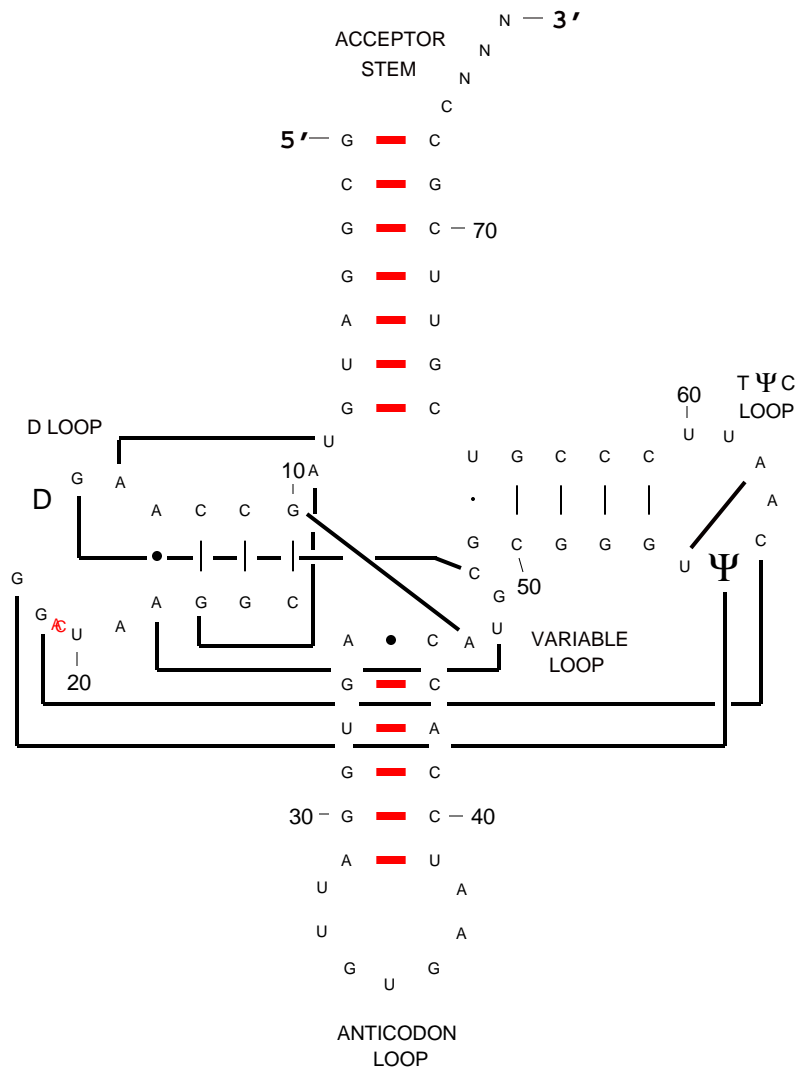 N — 3′
ACCEPTOR
STEM
N
N
C
5′ — G C
C G
G C — 70
G U
A U
U G
G C
T Ψ C
LOOP
60
U U
D LOOP
U
U G C C C
A
G A
10 A
D
A C C G
A
G C G G G
C
U Ψ
C
50
G
G
A G G C
G
A C U A
U
A C A
VARIABLE
LOOP
20
G C
U A
G C
30 — G C — 40
A U
U A
U A
G G
U
ANTICODON
LOOP